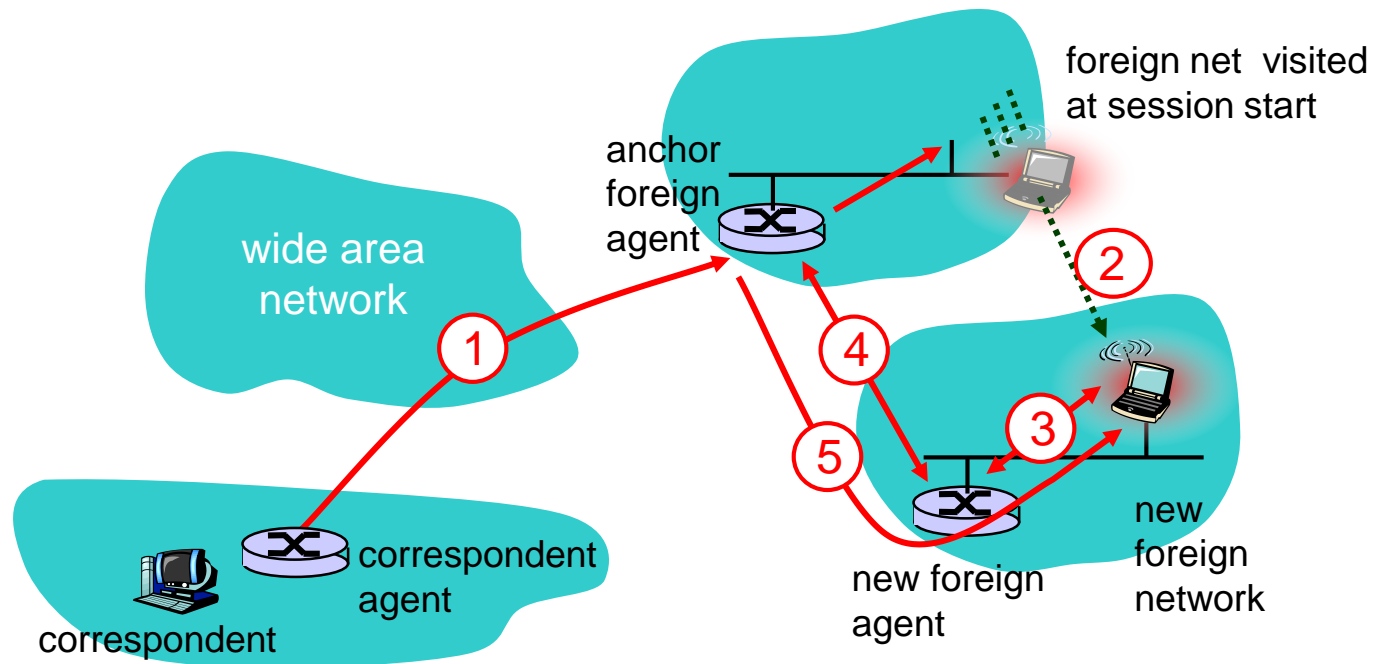 foreign net visited
at session start
anchor
foreign
agent
wide area
network
1
2
4
3
5
correspondent
agent
correspondent
new foreign
agent
new
foreign
network